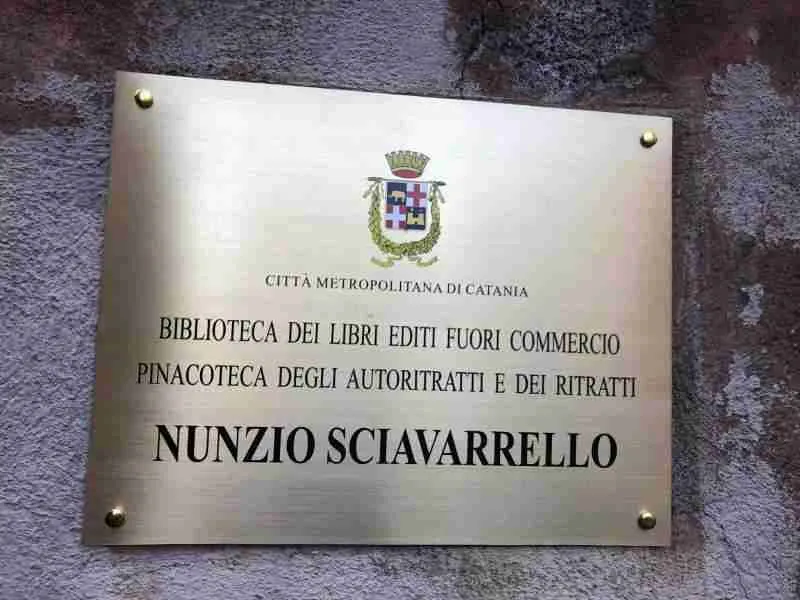 CITTÀ METROPOLITANA DI CATANIA
BIBLIOTECA DEI LIBRI EDITI FUORI COMMERCIO
PINACOTECA DEGLI AUTORITRATTI E DEI RITRATTI
NUNZIO SCIAVARRELLO